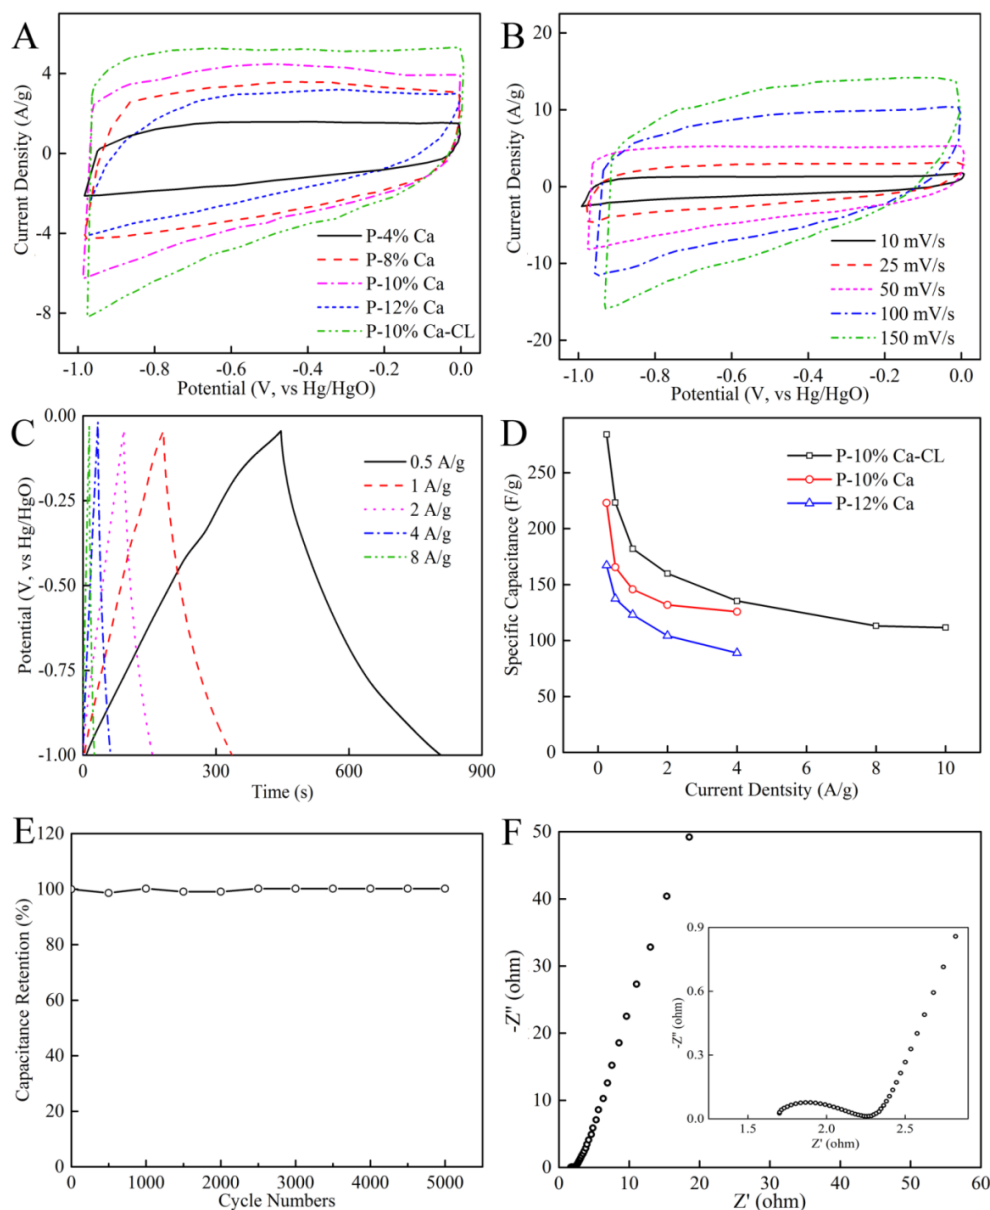 A
4
0
-4
-8
Current Density (A/g)
-1.0 -0.8 -0.6 -0.4 -0.2 0.0
Potential (V, vs Hg/HgO)
P-4% Ca
P-8% Ca
P-10% Ca
P-12% Ca
P-10% Ca-CL
B
20
10
0
-10
-20
Current Density (A/g)
-1.0 -0.8 -0.6 -0.4 -0.2 0.0
Potential (V, vs Hg/HgO)
10 mV/s
25 mV/s
50 mV/s
100 mV/s
150 mV/s
C
0.00
-0.25
-0.50
-0.75
-1.00
Potential (V, vs Hg/HgO)
0 300 600 900
Time (s)
0.5 A/g
1 A/g
2 A/g
4 A/g
8 A/g
D
250
200
150
100
50
0
Specific Capacitance (F/g)
0 2 4 6 8 10
Current Dentsity (A/g)
P-10% Ca-CL
P-10% Ca
P-12% Ca
E
120
100
80
60
40
20
0
Capacitance Retention (%)
0 1000 2000 3000 4000 5000
Cycle Numbers
F
50
40
30
20
10
0
-Z" (ohm)
0 10 20 30 40 50 60
Z' (ohm)
0.9
0.6
0.3
0.0
-Z" (ohm)
1.5 2.0 2.5
Z' (ohm)